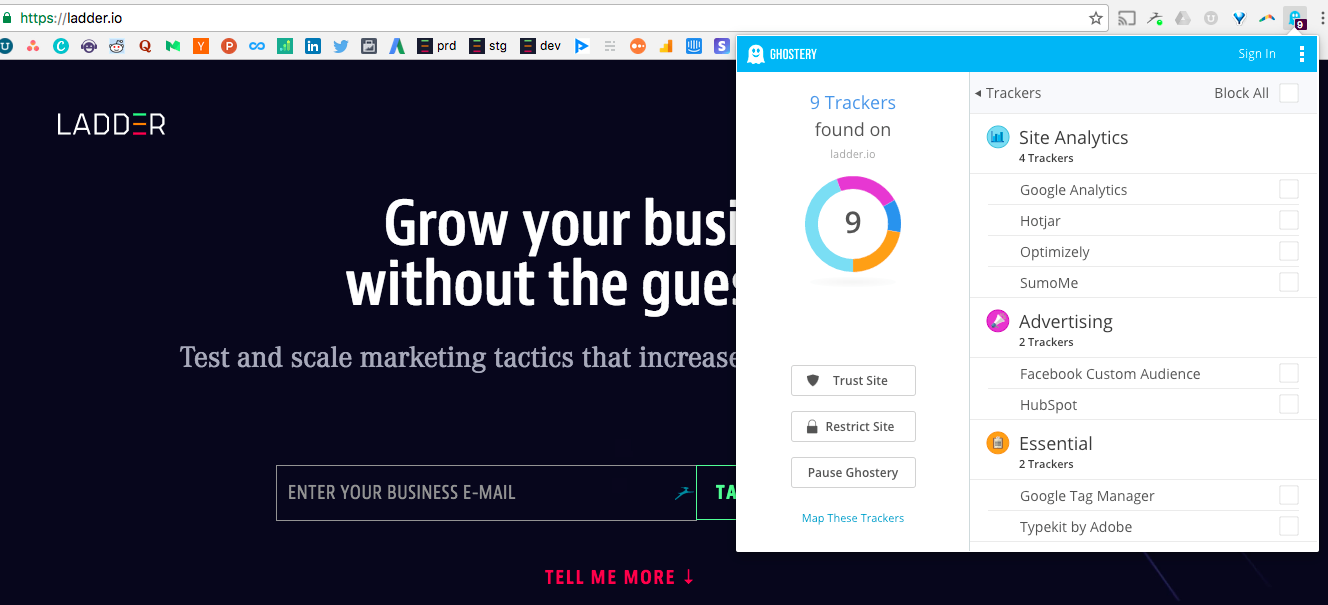 https://ladder.io
9
prd
stg
dev
GHOSTERY
Sign In
LADDER
Grow your busi
without the gues
Test and scale marketing tactics that increase
ENTER YOUR BUSINESS E-MAIL
TA
TELL ME MORE ↓
9 Trackers
found on
ladder.io
9
Trust Site
Restrict Site
Pause Ghostery
Map These Trackers
Trackers
Block All
Site Analytics
4 Trackers
Google Analytics
Hotjar
Optimizely
SumoMe
Advertising
2 Trackers
Facebook Custom Audience
HubSpot
Essential
2 Trackers
Google Tag Manager
Typekit by Adobe